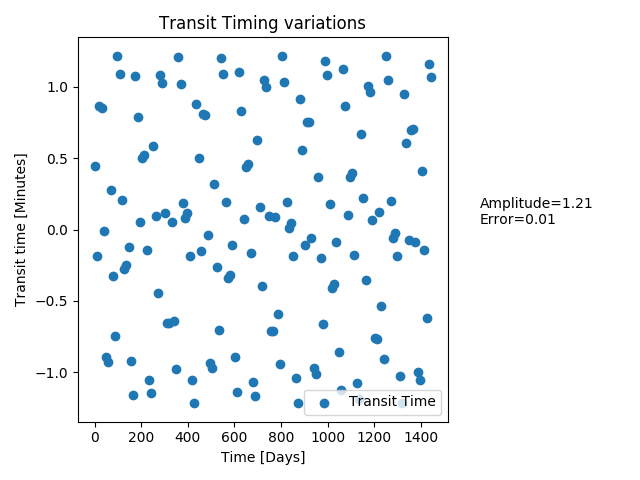 Transit Timing variations
Transit time [Minutes]
1.0
0.5
0.0
−0.5
−1.0
Amplitude=1.21
Error=0.01
Transit Time
0 200 400 600 800 1000 1200 1400
Time [Days]